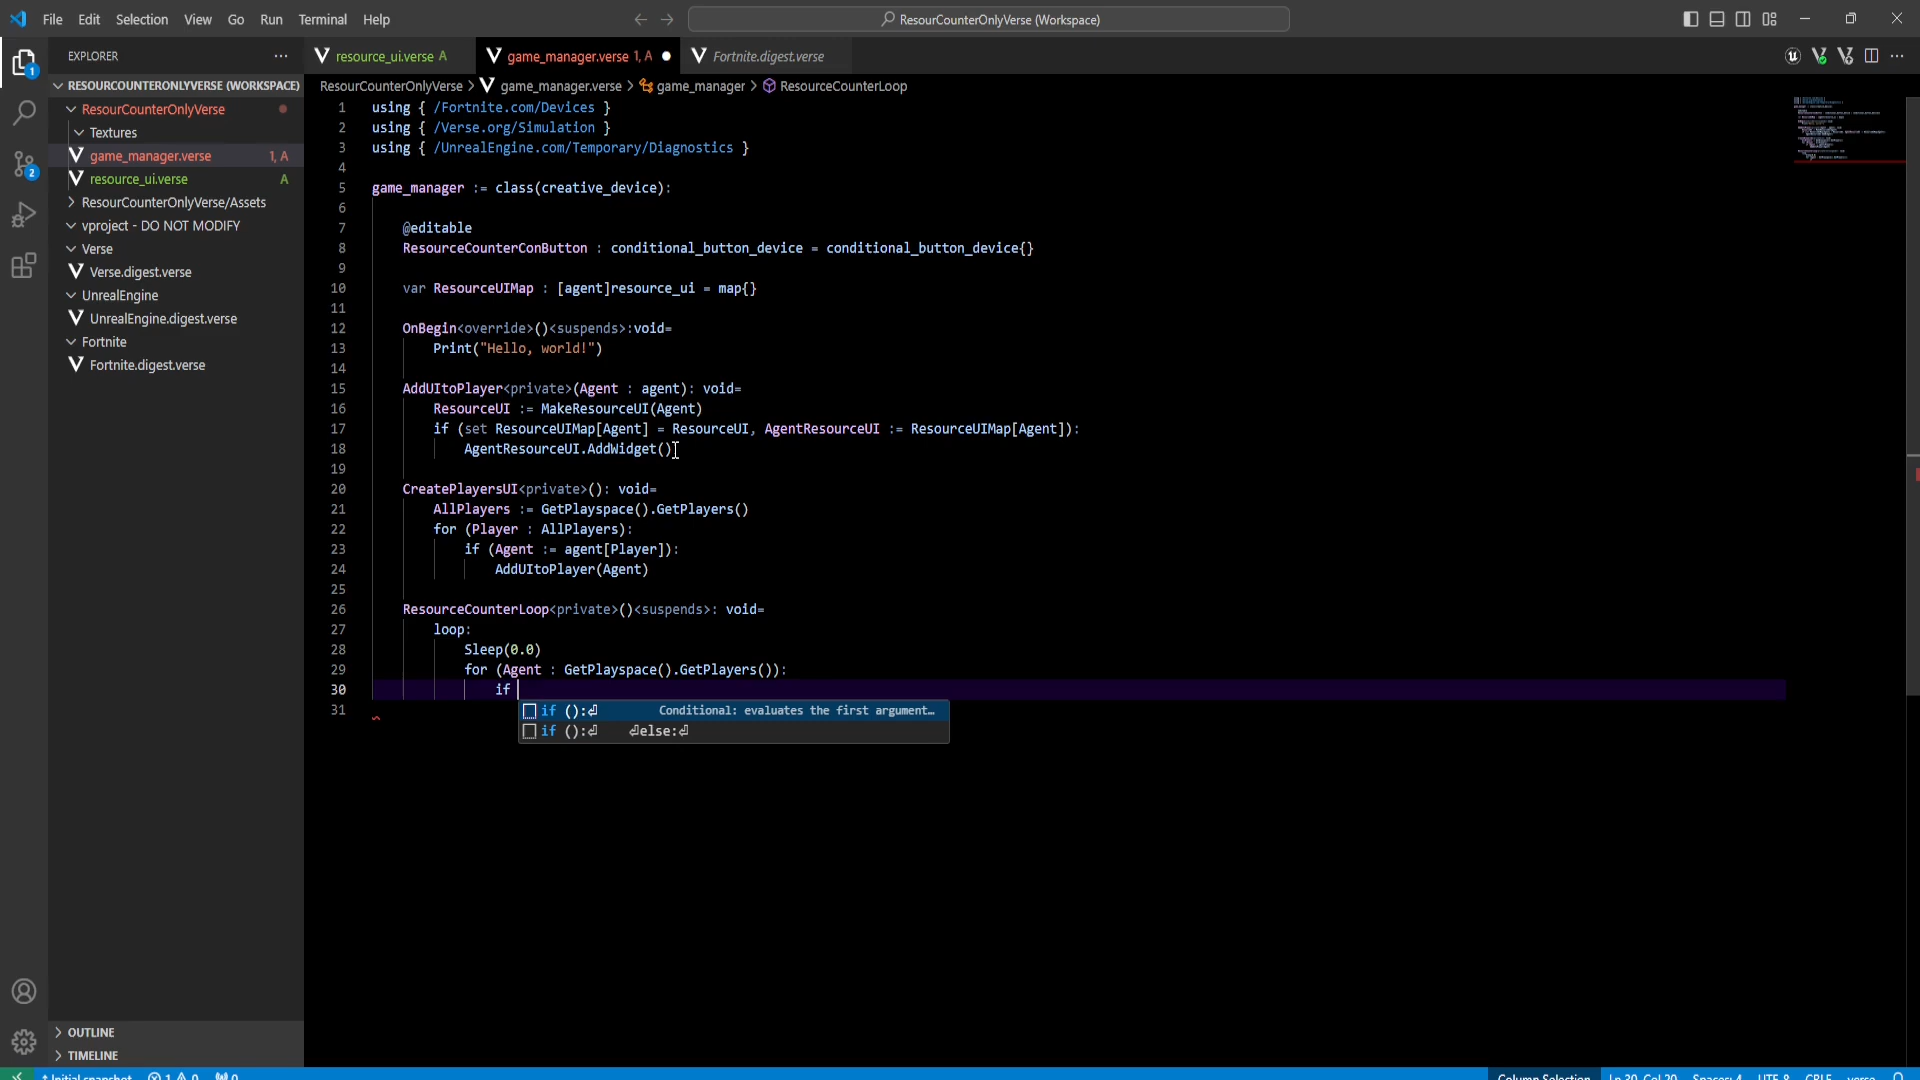 File Edit Selection View Go Run Terminal Help
ResourCounterOnlyVerse (Workspace)
EXPLORER
resource_ui.verse A
game_manager.verse 1, A
Fortnite.digest.verse
RESOURCOUNTERONLYVERSE (WORKSPACE)
ResourCounterOnlyVerse
Textures
game_manager.verse 1, A
resource_ui.verse A
ResourCounterOnlyVerse/Assets
vproject - DO NOT MODIFY
Verse
Verse.digest.verse
UnrealEngine
UnrealEngine.digest.verse
Fortnite
Fortnite.digest.verse
OUTLINE
TIMELINE
1
2
ResourCounterOnlyVerse > game_manager.verse > game_manager > ResourceCounterLoop
1 using { /Fortnite.com/Devices }
2 using { /Verse.org/Simulation }
3 using { /UnrealEngine.com/Temporary/Diagnostics }
4
5 game_manager := class(creative_device):
6
7 @editable
8 ResourceCounterConButton : conditional_button_device = conditional_button_device{}
9
10 var ResourceUIMap : [agent]resource_ui = map{}
11
12 OnBegin<override>()<suspends>:void=
13 Print("Hello, world!")
14
15 AddUItoPlayer<private>(Agent : agent): void=
16 ResourceUI := MakeResourceUI(Agent)
17 if (set ResourceUIMap[Agent] = ResourceUI, AgentResourceUI := ResourceUIMap[Agent]):
18 AgentResourceUI.AddWidget()
19
20 CreatePlayersUI<private>(): void=
21 AllPlayers := GetPlayspace().GetPlayers()
22 for (Player : AllPlayers):
23 if (Agent := agent[Player]):
24 AddUItoPlayer(Agent)
25
26 ResourceCounterLoop<private>()<suspends>: void=
27 loop:
28 Sleep(0.0)
29 for (Agent : GetPlayspace().GetPlayers()):
30 if
31
if ():⏎ Conditional: evaluates the first argument…
if ():⏎ ⏎else:⏎
Initial snapshot 1 0 0
Column Selection Ln 30, Col 20 Spaces: 4 UTF-8 CRLF verse